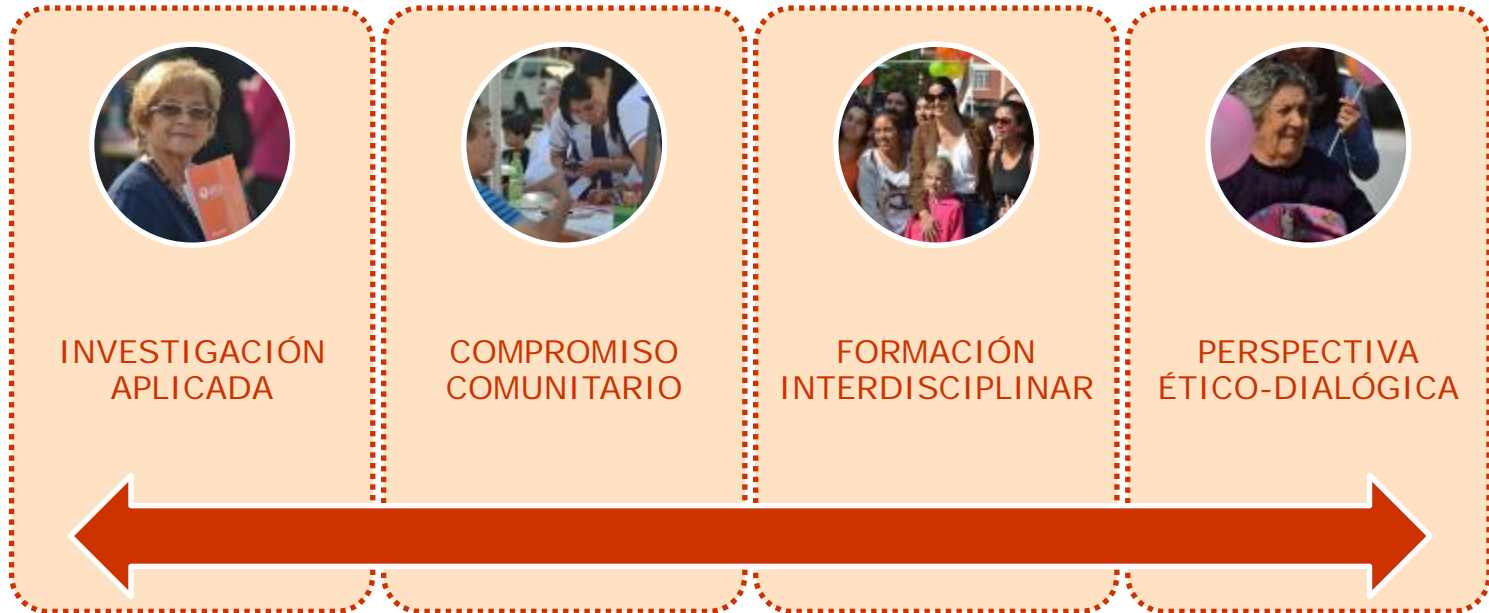 INVESTIGACIÓN
APLICADA
COMPROMISO
COMUNITARIO
FORMACIÓN
INTERDISCIPLINAR
PERSPECTIVA
ÉTICO-DIALÓGICA